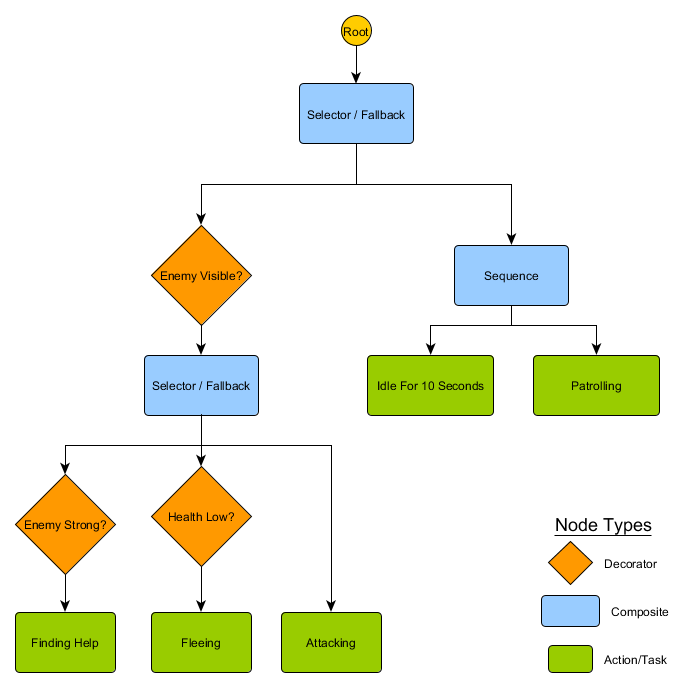 Root
Selector / Fallback
Enemy Visible?
Sequence
Selector / Fallback
Idle For 10 Seconds
Patrolling
Enemy Strong?
Health Low?
Finding Help
Fleeing
Attacking
Node Types
Decorator
Composite
Action/Task